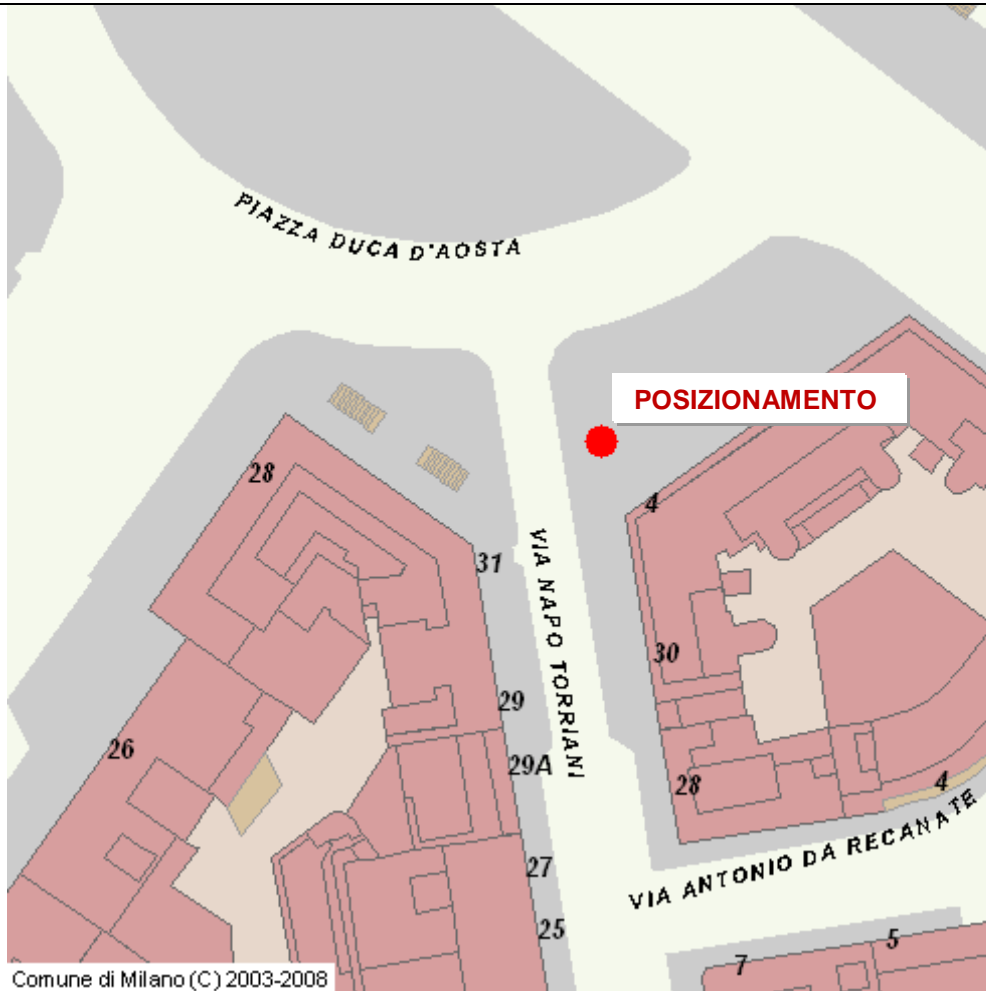 PIAZZA DUCA D'AOSTA
POSIZIONAMENTO
28
4
31
VIA NAPO TORRIANI
30
29
26
29A
28
4
27
VIA ANTONIO DA RECANATE
25
5
7
Comune di Milano (C) 2003-2008